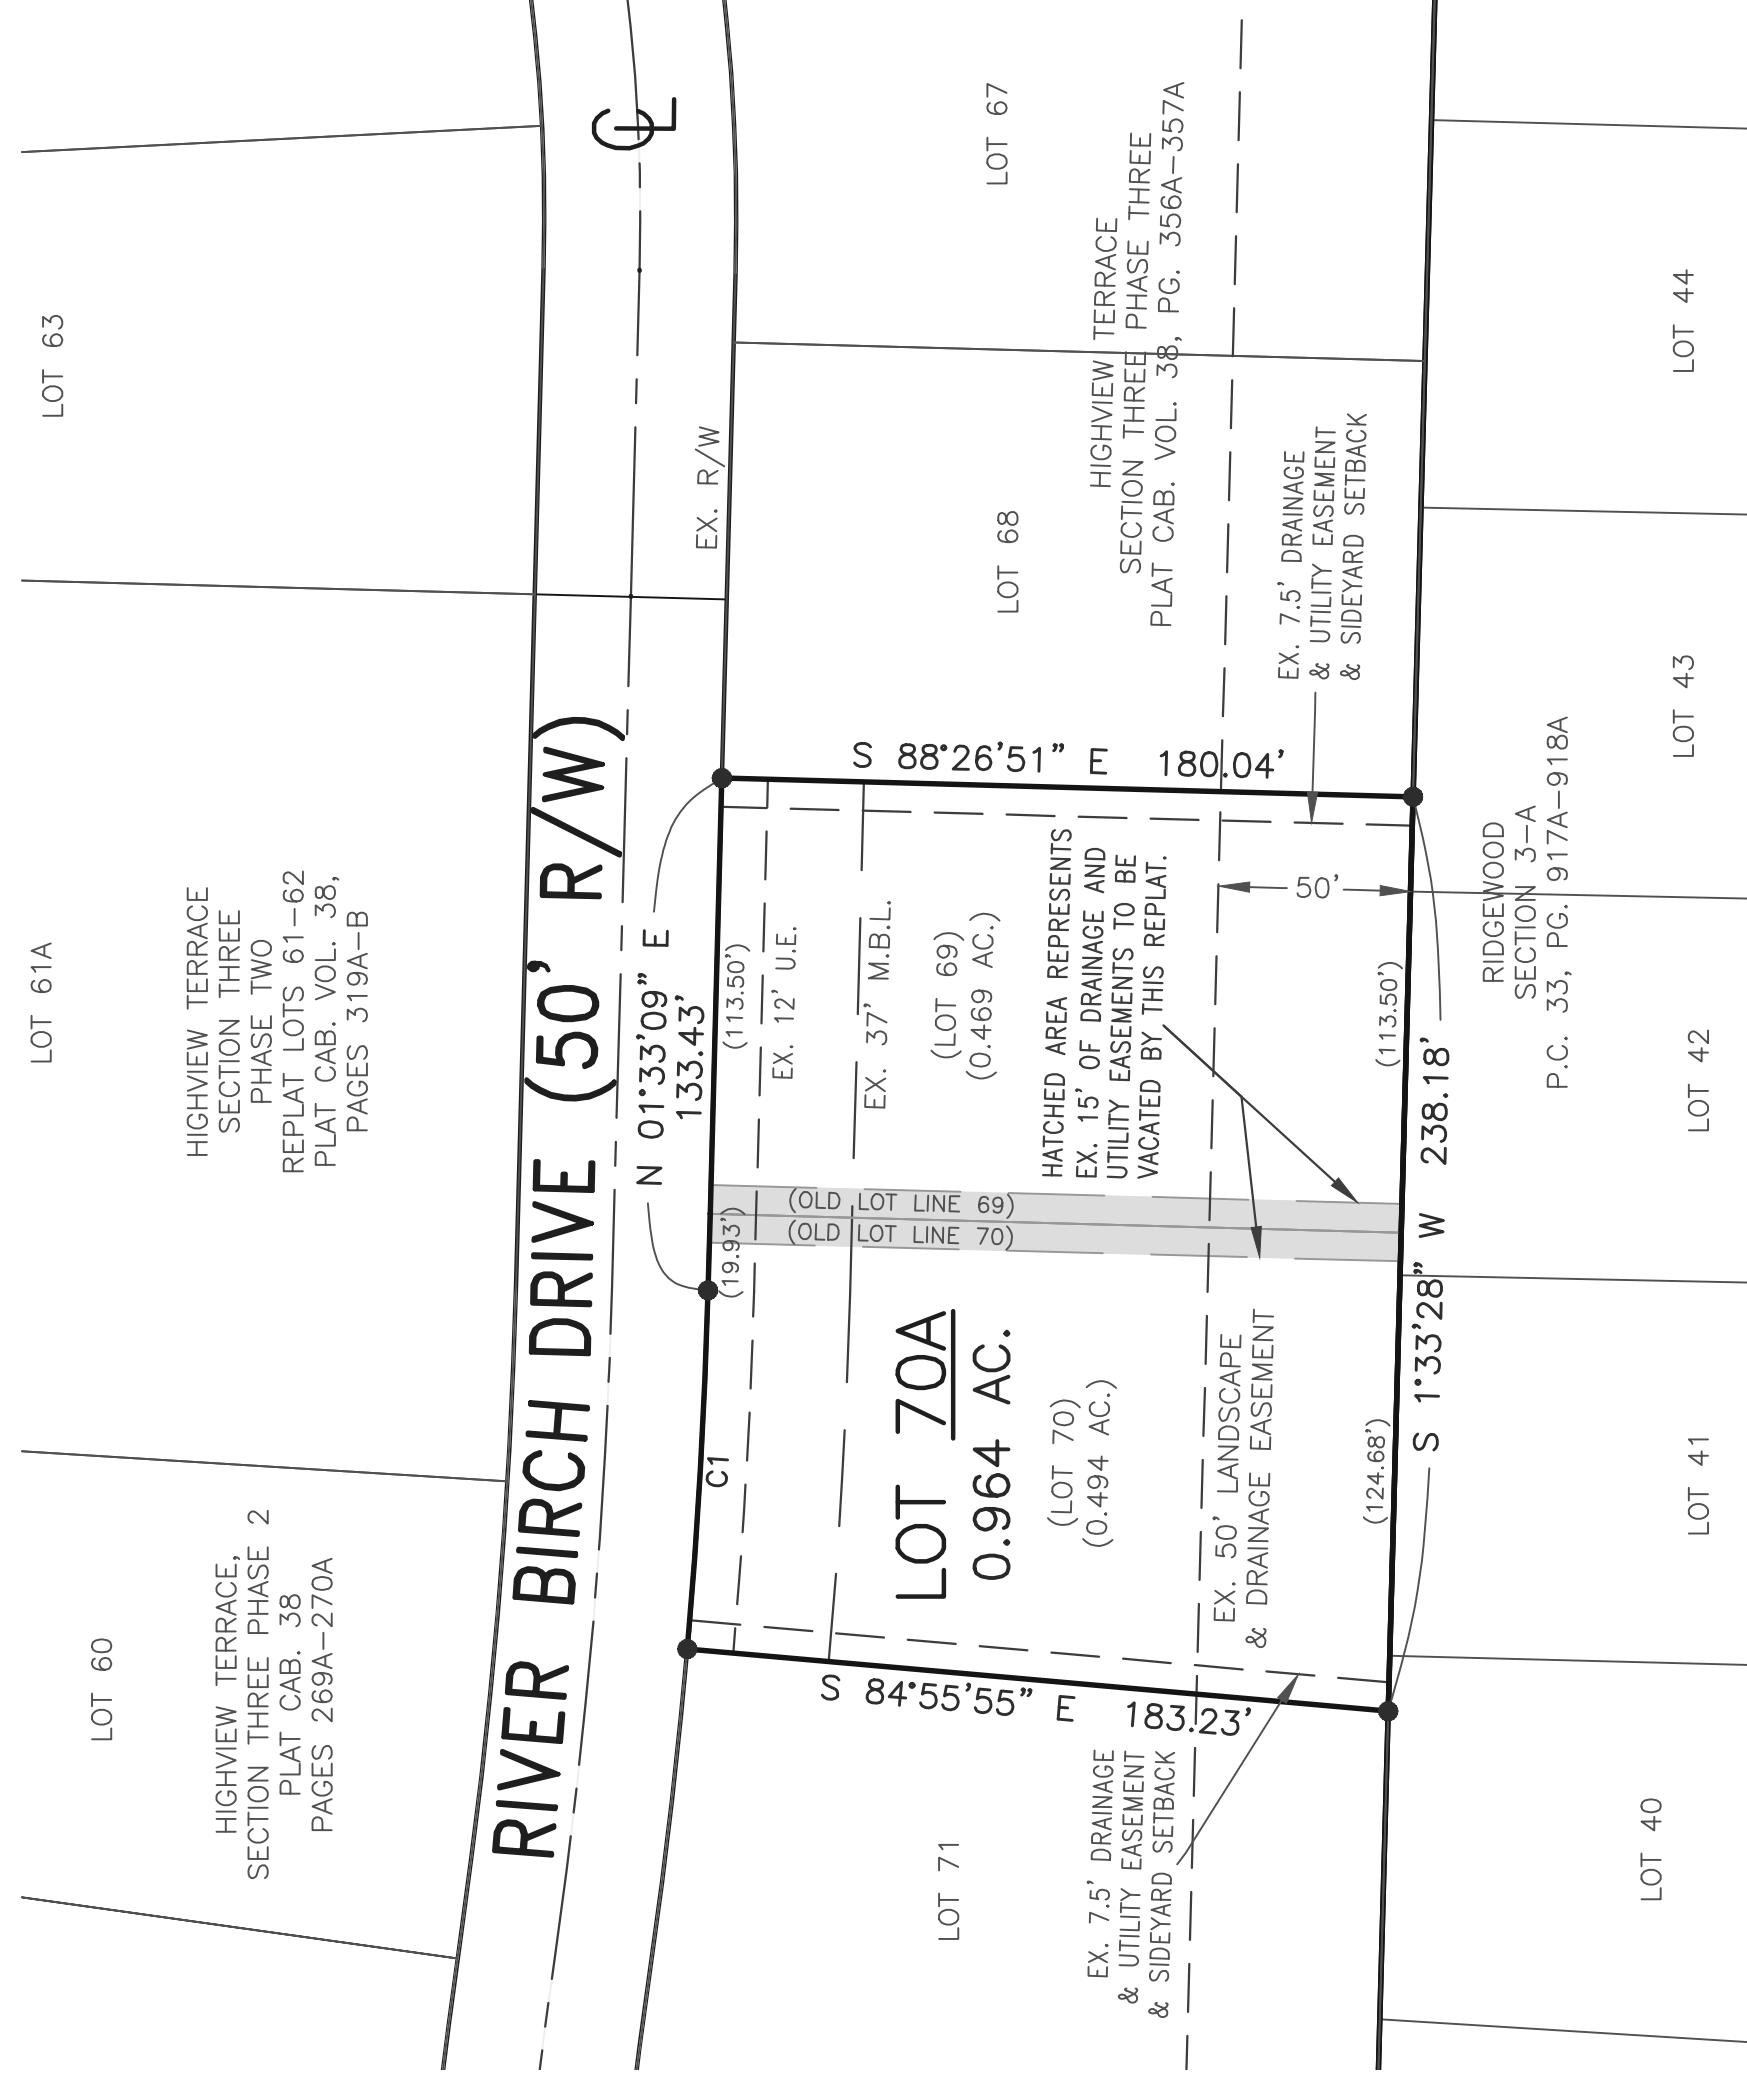 LOT 63
LOT 61A
LOT 60
HIGHVIEW TERRACE
SECTION THREE
PHASE TWO
REPLAT LOTS 61-62
PLAT CAB. VOL. 38,
PAGES 319A-B
HIGHVIEW TERRACE,
SECTION THREE PHASE 2
PLAT CAB. 38
PAGES 269A-270A
RIVER BIRCH DRIVE (50' R/W)
CL
EX. R/W
LOT 67
LOT 68
HIGHVIEW TERRACE
SECTION THREE PHASE THREE
PLAT CAB. VOL. 38, PG. 356A-357A
EX. 7.5' DRAINAGE
& UTILITY EASEMENT
& SIDEYARD SETBACK
S 88°26'51" E 180.04'
N 01°33'09" E
133.43'
(113.50')
EX. 12' U.E.
EX. 37' M.B.L.
(LOT 69)
(0.469 AC.)
HATCHED AREA REPRESENTS
EX. 15' OF DRAINAGE AND
UTILITY EASEMENTS TO BE
VACATED BY THIS REPLAT.
50'
(113.50')
(OLD LOT LINE 69)
(OLD LOT LINE 70)
(19.93')
C1
LOT 70A
0.964 AC.
(LOT 70)
(0.494 AC.)
EX. 50' LANDSCAPE
& DRAINAGE EASEMENT
(124.68')
S 1°33'28" W 238.18'
S 84°55'55" E 183.23'
EX. 7.5' DRAINAGE
& UTILITY EASEMENT
& SIDEYARD SETBACK
LOT 71
RIDGEWOOD
SECTION 3-A
P.C. 33, PG. 917A-918A
LOT 44
LOT 43
LOT 42
LOT 41
LOT 40